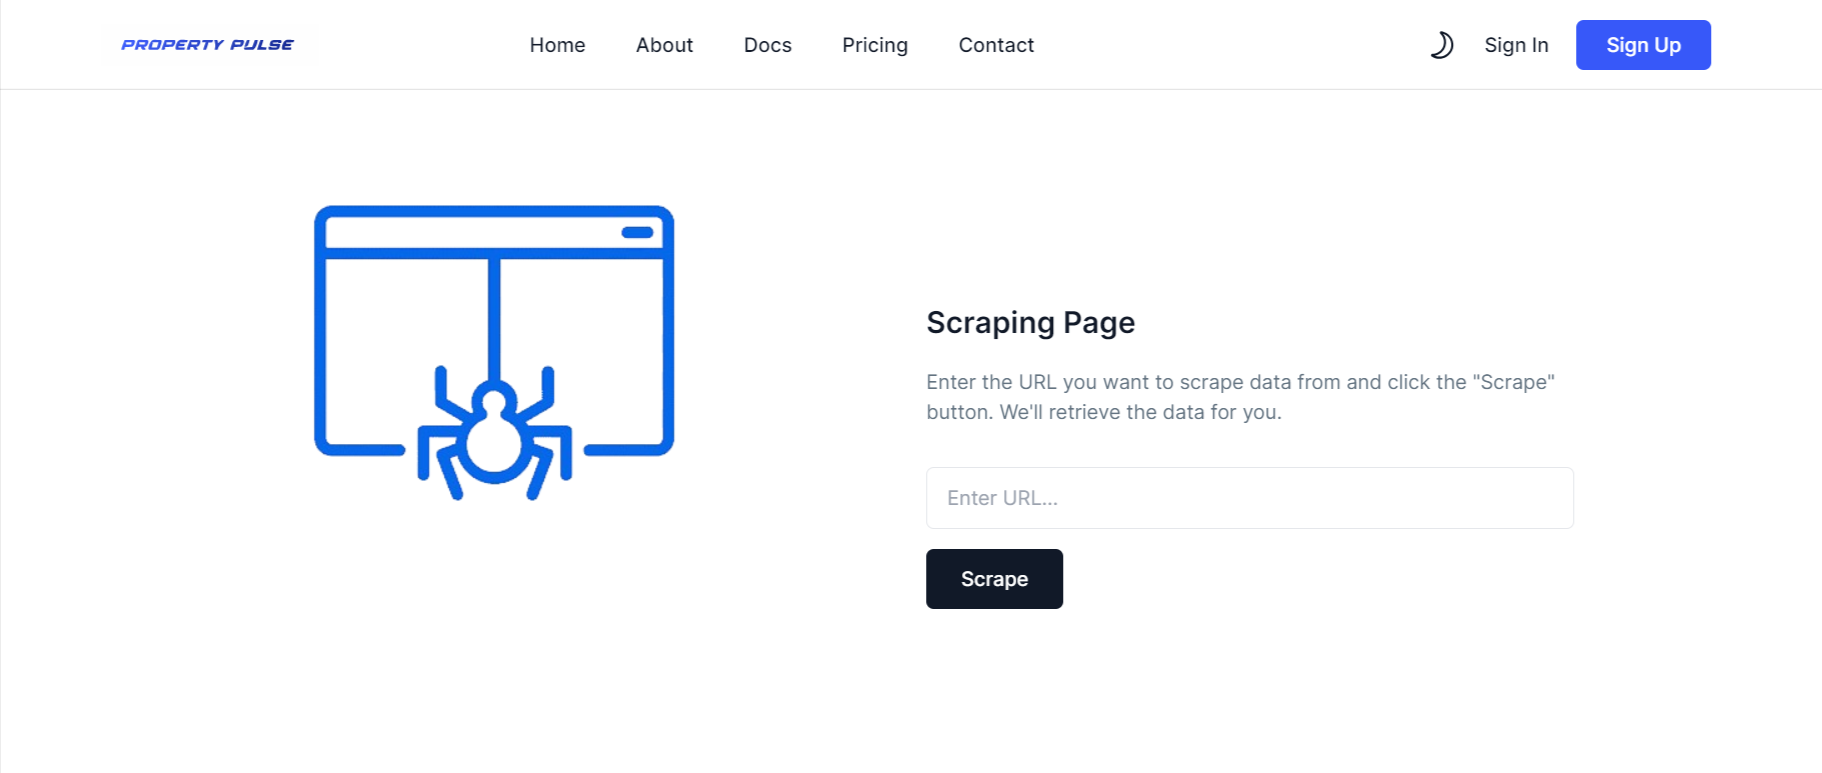 PROPERTY PULSE
Home About Docs Pricing Contact
Sign In Sign Up
Scraping Page
Enter the URL you want to scrape data from and click the "Scrape"
button. We'll retrieve the data for you.
Enter URL...
Scrape